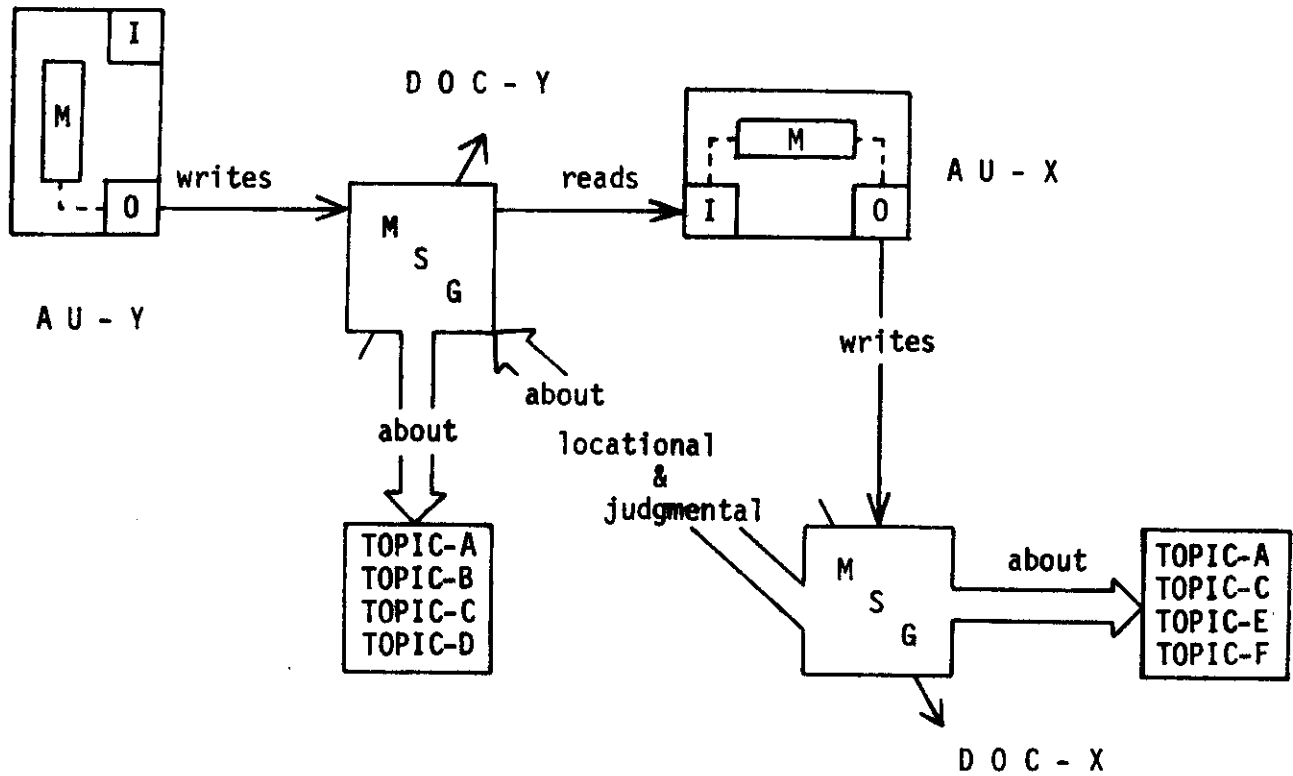 I
M
O
AU-Y
writes
DOC-Y
M
S
G
reads
M
I
O
AU-X
about
about
TOPIC-A
TOPIC-B
TOPIC-C
TOPIC-D
writes
locational
&
judgmental
M
S
G
about
TOPIC-A
TOPIC-C
TOPIC-E
TOPIC-F
DOC-X